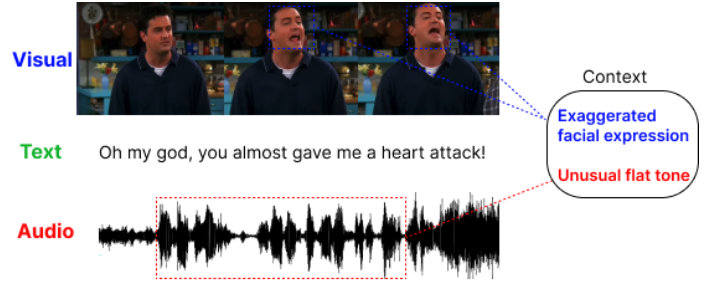 Visual
Context
Exaggerated
facial expression
Text
Oh my god, you almost gave me a heart attack!
Unusual flat tone
Audio